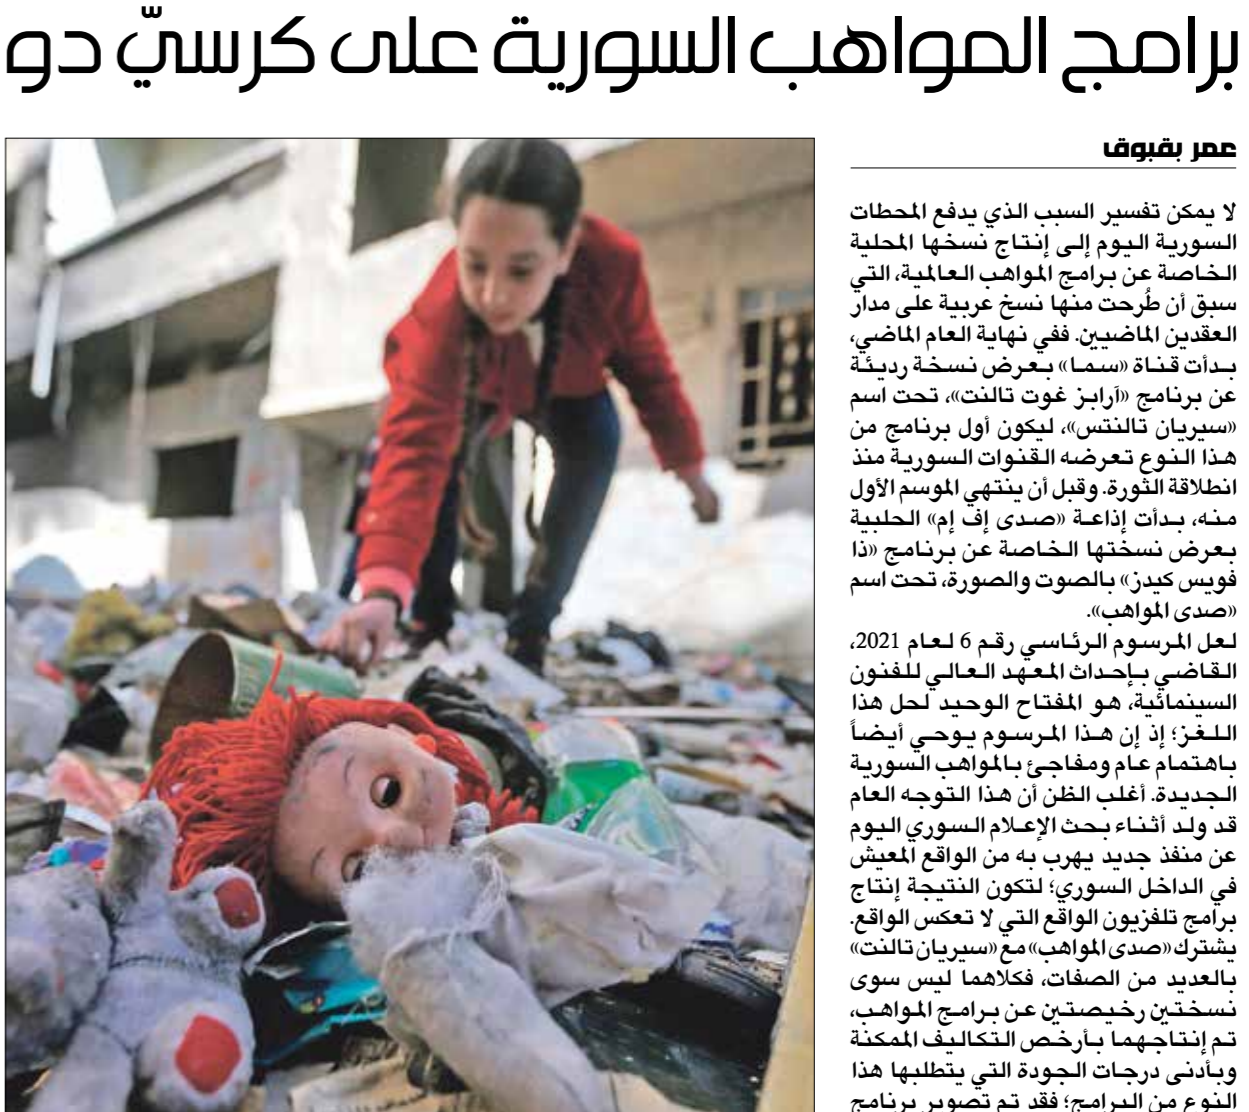 برامج المواهب السورية على كرسيّ دو
عمر بقبوق
لا يمكن تفسير السبب الذي يدفع المحطات
السورية اليوم إلى إنتاج نسخها المحلية
الخاصة عن برامج المواهب العالمية، التي
سبق أن طُرحت منها نسخ عربية على مدار
العقدين الماضيين. ففي نهاية العام الماضي،
بدأت قناة «سما» بعرض نسخة رديئة
عن برنامج «آرابز غوت تالنت»، تحت اسم
«سيريان تالنتس»، ليكون أول برنامج من
هذا النوع تعرضه القنوات السورية منذ
انطلاقة الثورة. وقبل أن ينتهي الموسم الأول
منه، بدأت إذاعة «صدى إف إم» الحلبية
بعرض نسختها الخاصة عن برنامج «ذا
فويس كيدز» بالصوت والصورة، تحت اسم
«صدى المواهب».
لعل المرسوم الرئاسي رقم 6 لعام 2021،
القاضي بإحداث المعهد العالي للفنون
السينمائية، هو المفتاح الوحيد لحل هذا
اللغز؛ إذ إن هذا المرسوم يوحي أيضاً
باهتمام عام ومفاجئ بالمواهب السورية
الجديدة. أغلب الظن أن هذا التوجه العام
قد ولد أثناء بحث الإعلام السوري اليوم
عن منفذ جديد يهرب به من الواقع المعيش
في الداخل السوري؛ لتكون النتيجة إنتاج
برامج تلفزيون الواقع التي لا تعكس الواقع.
يشترك «صدى المواهب» مع «سيريان تالنت»
بالعديد من الصفات، فكلاهما ليس سوى
نسختين رخيصتين عن برامج المواهب،
تم إنتاجهما بأرخص التكاليف الممكنة
وبأدنى درجات الجودة التي يتطلبها هذا
النوع من البرامج؛ فقد تم تصوير برنامج